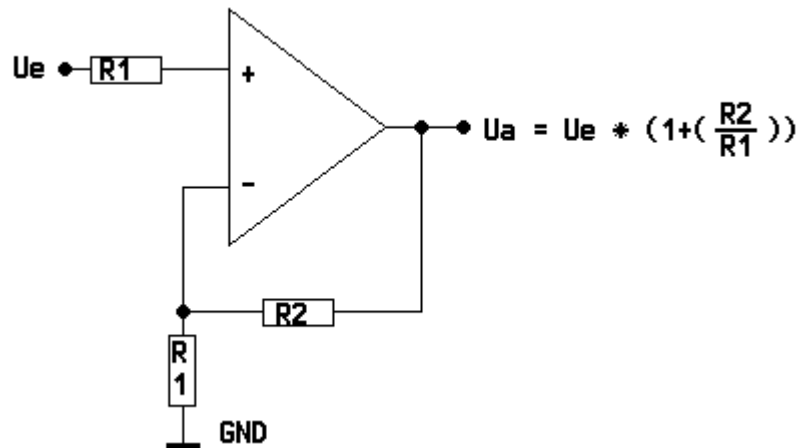 Ue R1 +
Ua = Ue * (1+(R2/R1))
-
R2
R
1
GND